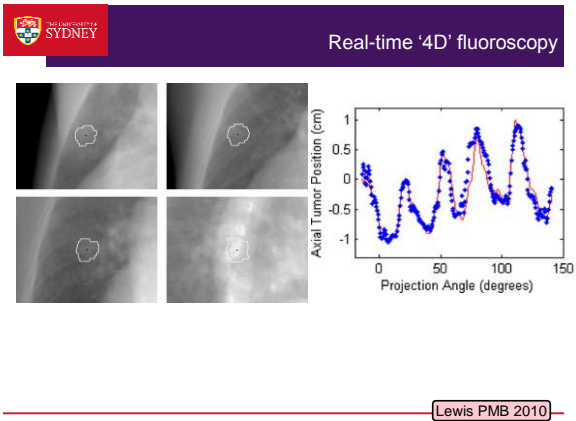 THE UNIVERSITY OF
SYDNEY
Real-time ‘4D’ fluoroscopy
Axial Tumor Position (cm)
1
0.5
0
-0.5
-1
0
50
100
150
Projection Angle (degrees)
Lewis PMB 2010